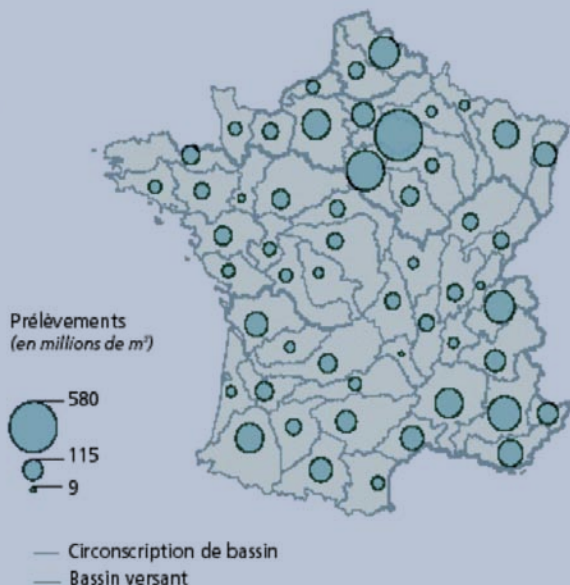 Prélèvements
(en millions de m³)
580
115
9
Circonscription de bassin
Bassin versant